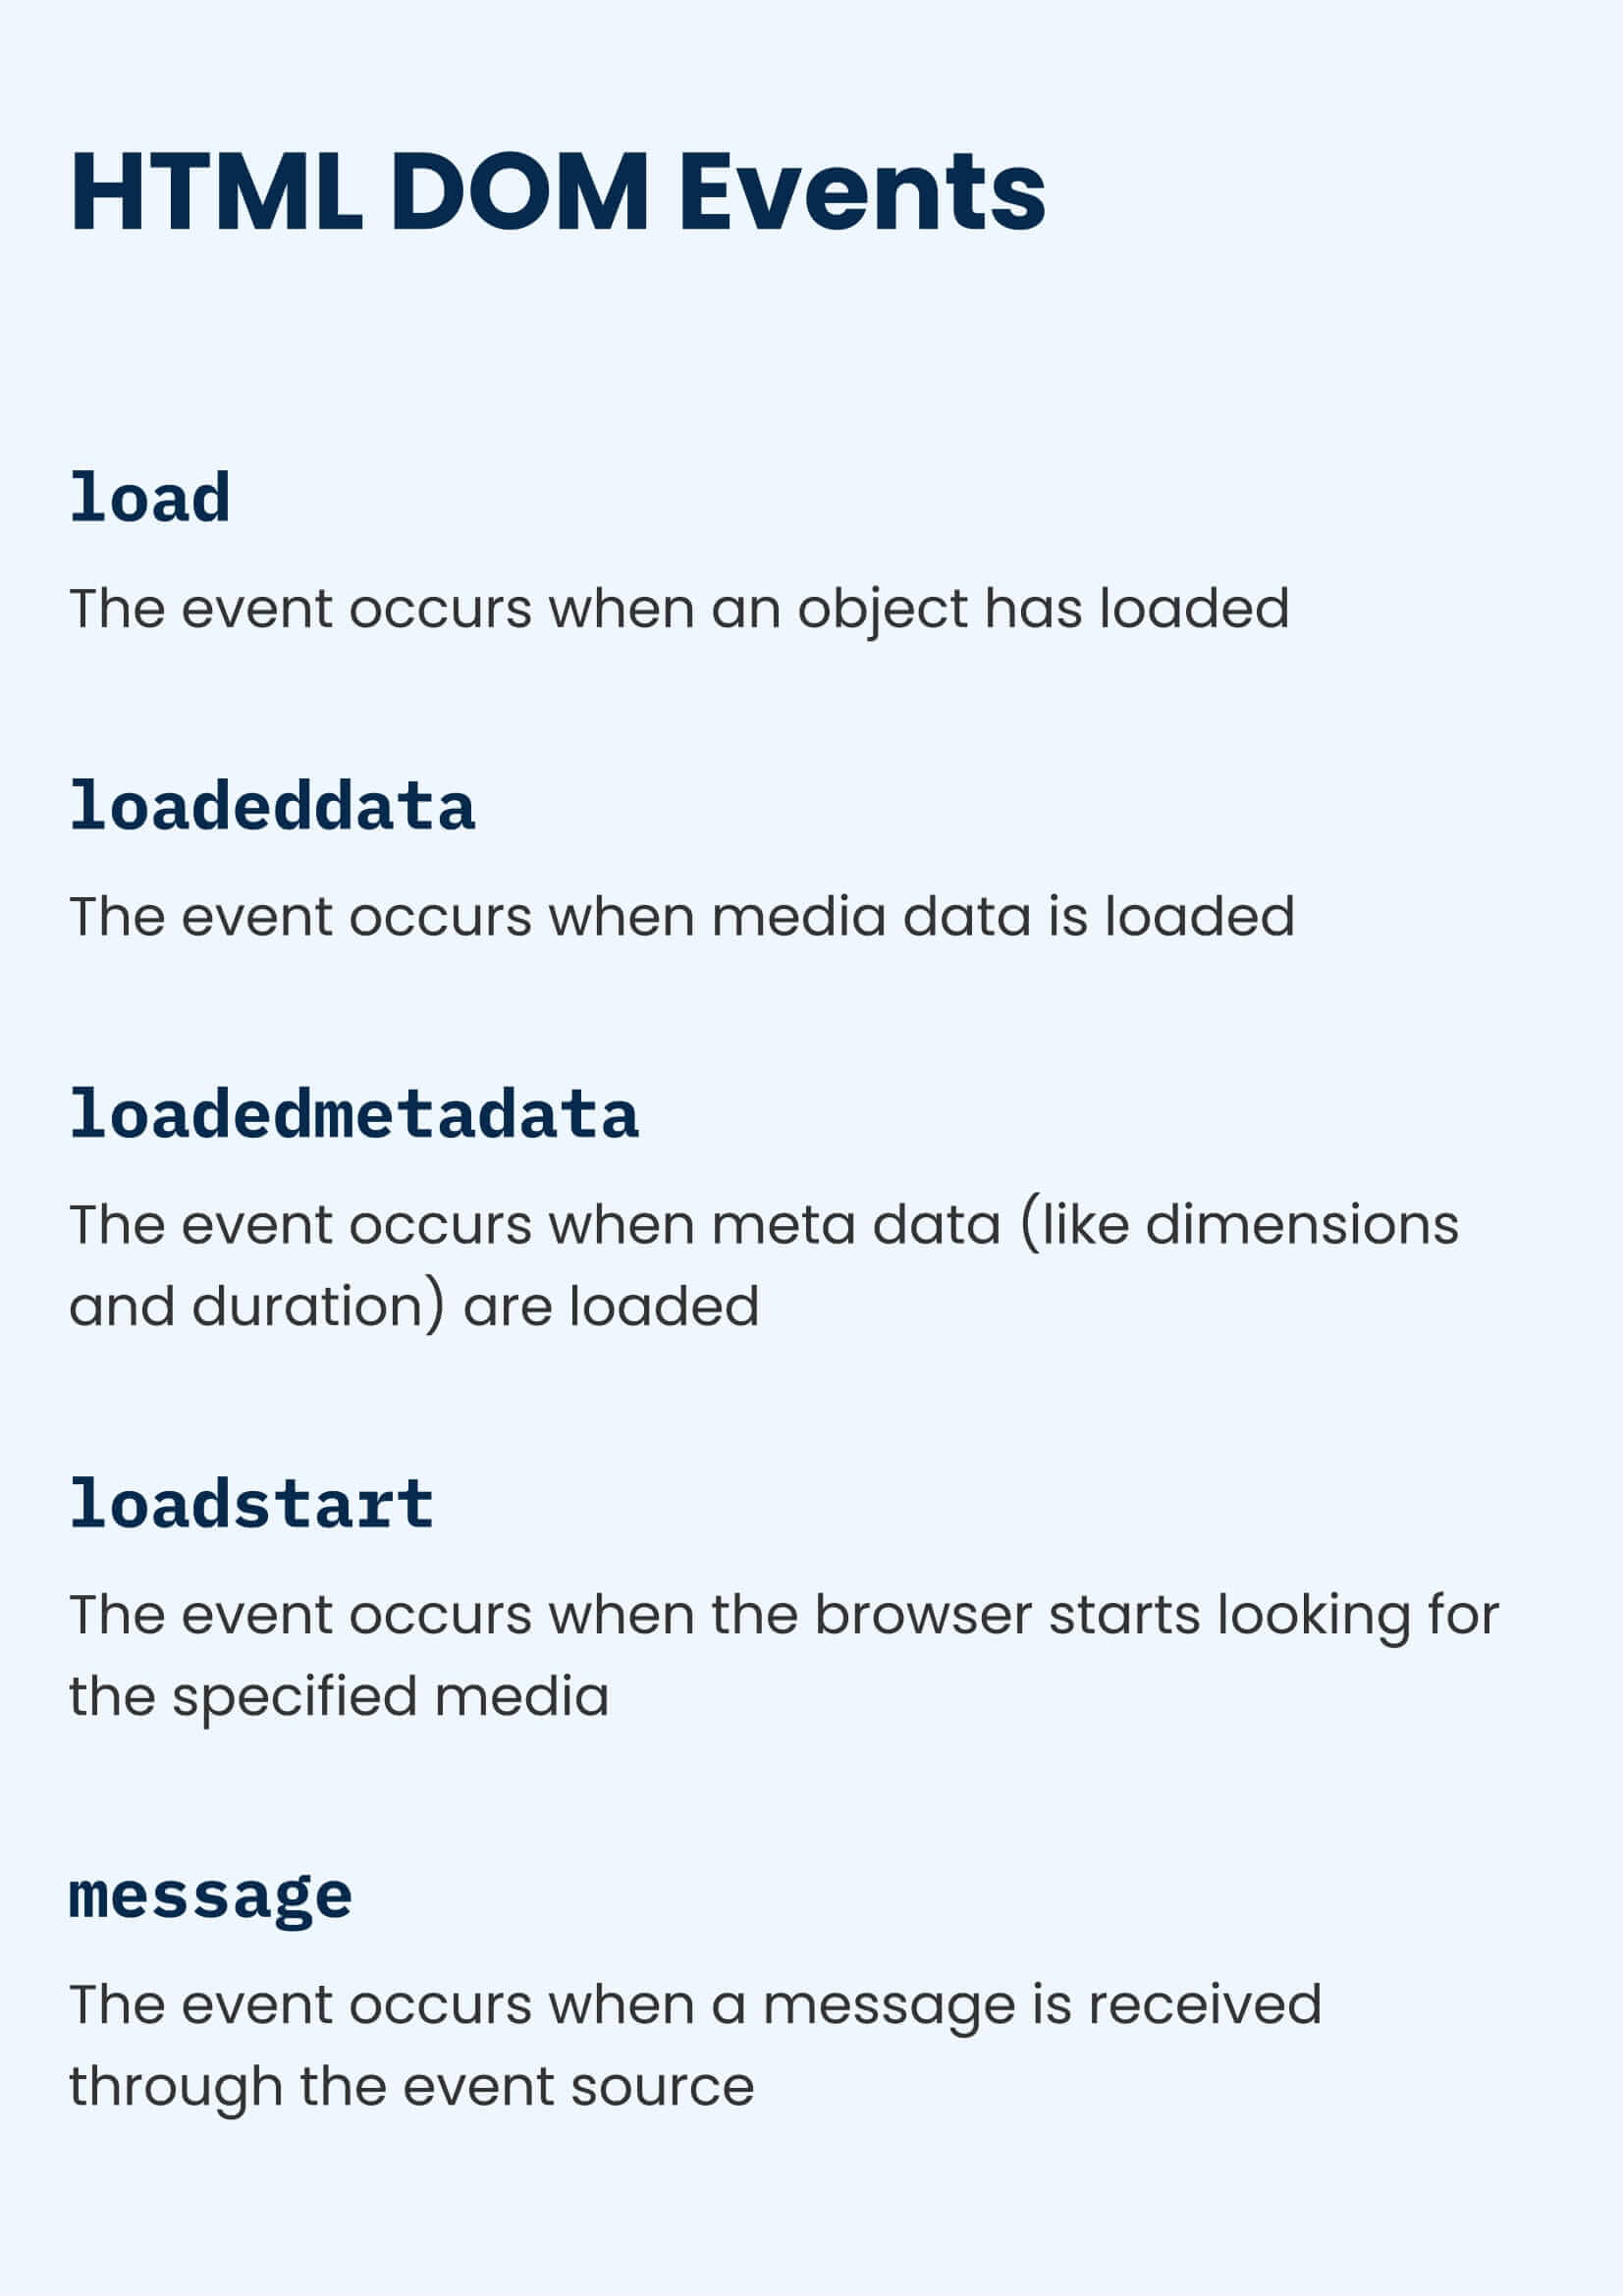 HTML DOM Events
load
The event occurs when an object has loaded
loadeddata
The event occurs when media data is loaded
loadedmetadata
The event occurs when meta data (like dimensions
and duration) are loaded
loadstart
The event occurs when the browser starts looking for
the specified media
message
The event occurs when a message is received
through the event source